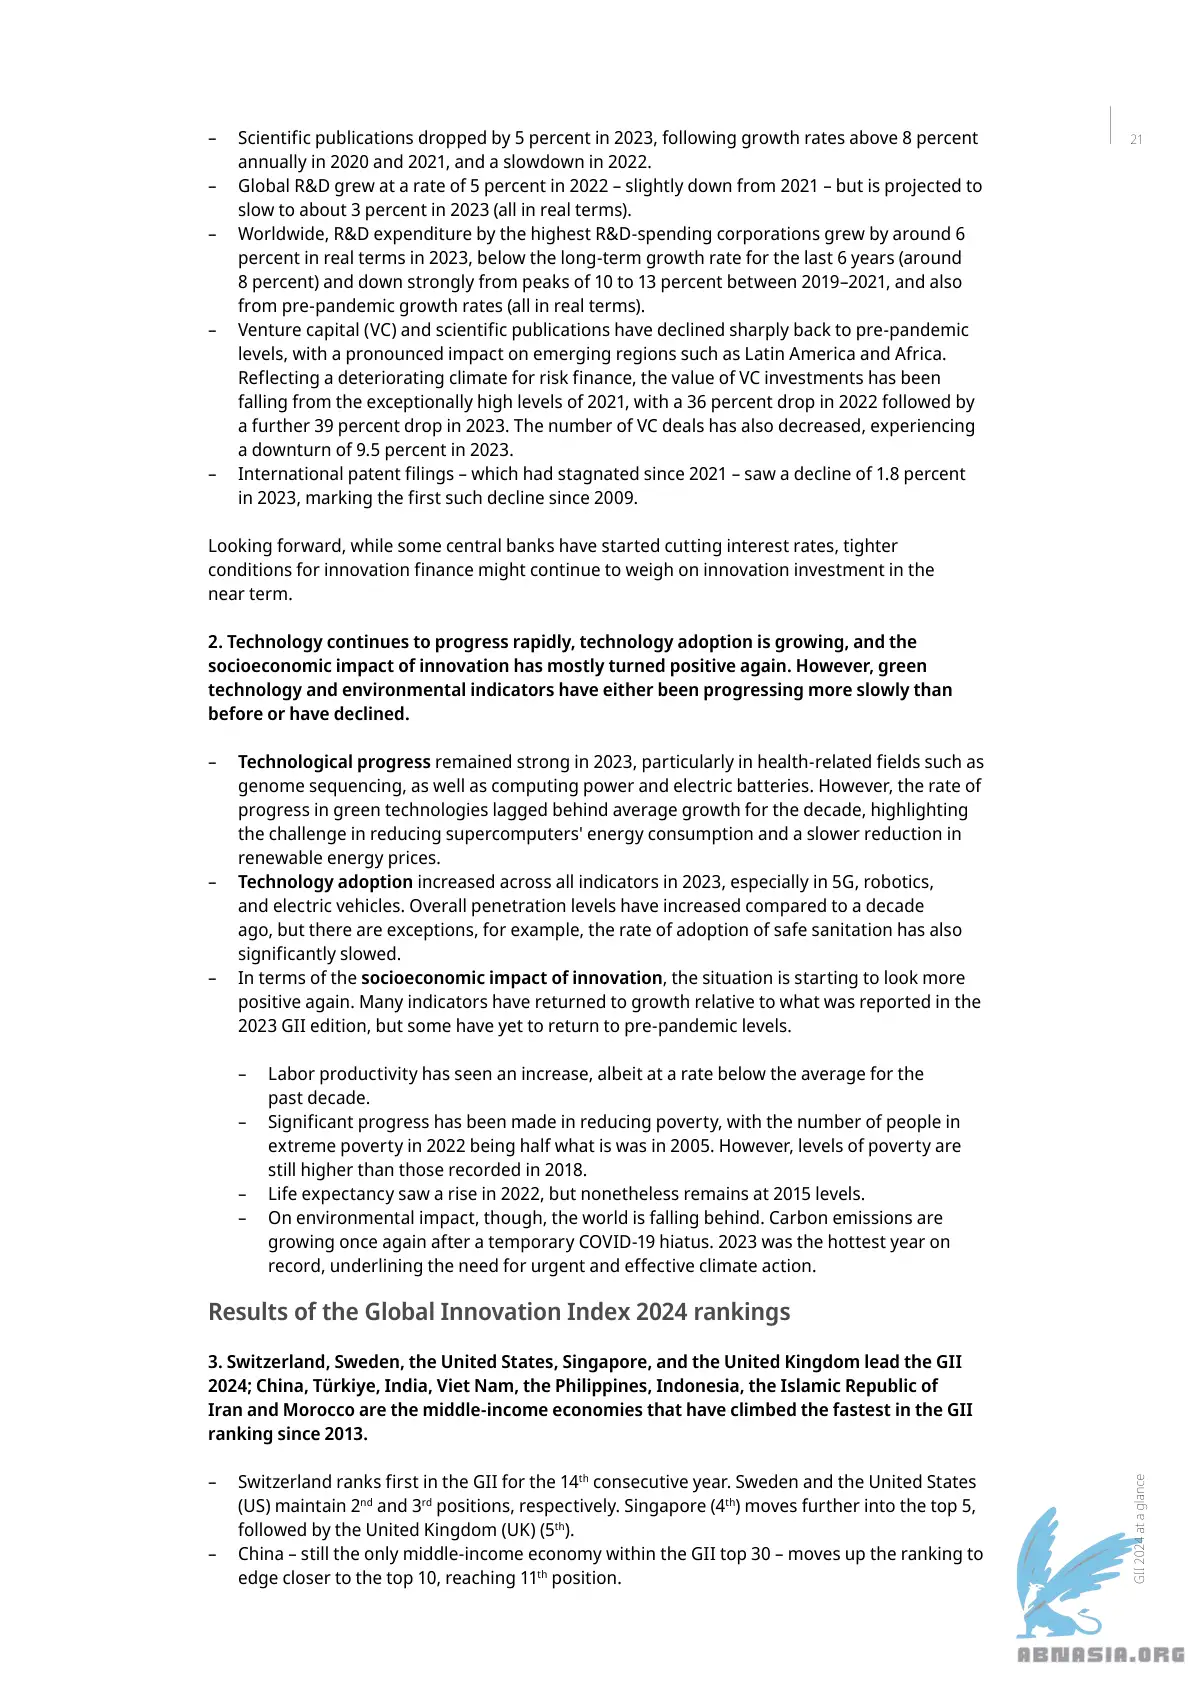 – Scientific publications dropped by 5 percent in 2023, following growth rates above 8 percent
annually in 2020 and 2021, and a slowdown in 2022.
– Global R&D grew at a rate of 5 percent in 2022 – slightly down from 2021 – but is projected to
slow to about 3 percent in 2023 (all in real terms).
– Worldwide, R&D expenditure by the highest R&D-spending corporations grew by around 6
percent in real terms in 2023, below the long-term growth rate for the last 6 years (around
8 percent) and down strongly from peaks of 10 to 13 percent between 2019–2021, and also
from pre-pandemic growth rates (all in real terms).
– Venture capital (VC) and scientific publications have declined sharply back to pre-pandemic
levels, with a pronounced impact on emerging regions such as Latin America and Africa.
Reflecting a deteriorating climate for risk finance, the value of VC investments has been
falling from the exceptionally high levels of 2021, with a 36 percent drop in 2022 followed by
a further 39 percent drop in 2023. The number of VC deals has also decreased, experiencing
a downturn of 9.5 percent in 2023.
– International patent filings – which had stagnated since 2021 – saw a decline of 1.8 percent
in 2023, marking the first such decline since 2009.
Looking forward, while some central banks have started cutting interest rates, tighter
conditions for innovation finance might continue to weigh on innovation investment in the
near term.
2. Technology continues to progress rapidly, technology adoption is growing, and the
socioeconomic impact of innovation has mostly turned positive again. However, green
technology and environmental indicators have either been progressing more slowly than
before or have declined.
– Technological progress remained strong in 2023, particularly in health-related fields such as
genome sequencing, as well as computing power and electric batteries. However, the rate of
progress in green technologies lagged behind average growth for the decade, highlighting
the challenge in reducing supercomputers' energy consumption and a slower reduction in
renewable energy prices.
– Technology adoption increased across all indicators in 2023, especially in 5G, robotics,
and electric vehicles. Overall penetration levels have increased compared to a decade
ago, but there are exceptions, for example, the rate of adoption of safe sanitation has also
significantly slowed.
– In terms of the socioeconomic impact of innovation, the situation is starting to look more
positive again. Many indicators have returned to growth relative to what was reported in the
2023 GII edition, but some have yet to return to pre-pandemic levels.
– Labor productivity has seen an increase, albeit at a rate below the average for the
past decade.
– Significant progress has been made in reducing poverty, with the number of people in
extreme poverty in 2022 being half what is was in 2005. However, levels of poverty are
still higher than those recorded in 2018.
– Life expectancy saw a rise in 2022, but nonetheless remains at 2015 levels.
– On environmental impact, though, the world is falling behind. Carbon emissions are
growing once again after a temporary COVID-19 hiatus. 2023 was the hottest year on
record, underlining the need for urgent and effective climate action.
Results of the Global Innovation Index 2024 rankings
3. Switzerland, Sweden, the United States, Singapore, and the United Kingdom lead the GII
2024; China, Türkiye, India, Viet Nam, the Philippines, Indonesia, the Islamic Republic of
Iran and Morocco are the middle-income economies that have climbed the fastest in the GII
ranking since 2013.
– Switzerland ranks first in the GII for the 14th consecutive year. Sweden and the United States
(US) maintain 2nd and 3rd positions, respectively. Singapore (4th) moves further into the top 5,
followed by the United Kingdom (UK) (5th).
– China – still the only middle-income economy within the GII top 30 – moves up the ranking to
edge closer to the top 10, reaching 11th position.
21
GII 2024 at a glance
ABNASIA.ORG